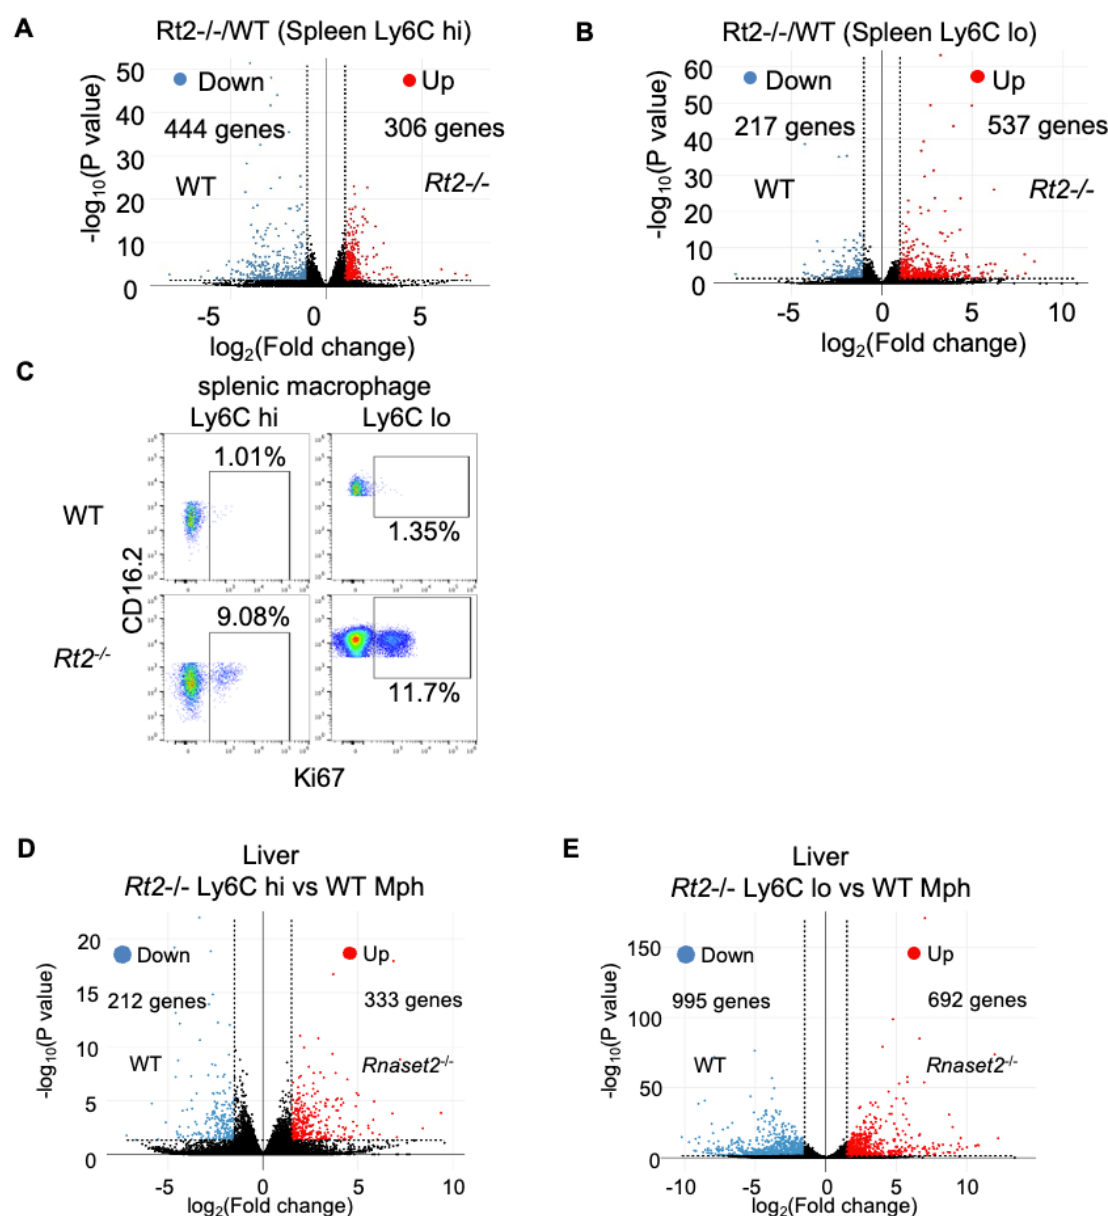 A
Rt2-/-/WT (Spleen Ly6C hi)
-log10(P value)
50
40
30
20
10
0
Down
Up
444 genes
306 genes
WT
Rt2-/-
-5
0
5
log2(Fold change)
B
Rt2-/-/WT (Spleen Ly6C lo)
-log10(P value)
60
50
40
30
20
10
0
Down
Up
217 genes
537 genes
WT
Rt2-/-
-5
0
5
10
log2(Fold change)
C
splenic macrophage
Ly6C hi
Ly6C lo
WT
1.01%
1.35%
CD16.2
Rt2-/-
9.08%
11.7%
Ki67
D
Liver
Rt2-/- Ly6C hi vs WT Mph
-log10(P value)
20
15
10
5
0
Down
Up
212 genes
333 genes
WT
Rnaset2-/-
-5
0
5
10
log2(Fold change)
E
Liver
Rt2-/- Ly6C lo vs WT Mph
-log10(P value)
150
100
50
0
Down
Up
995 genes
692 genes
WT
Rnaset2-/-
-10
-5
0
5
10
log2(Fold change)